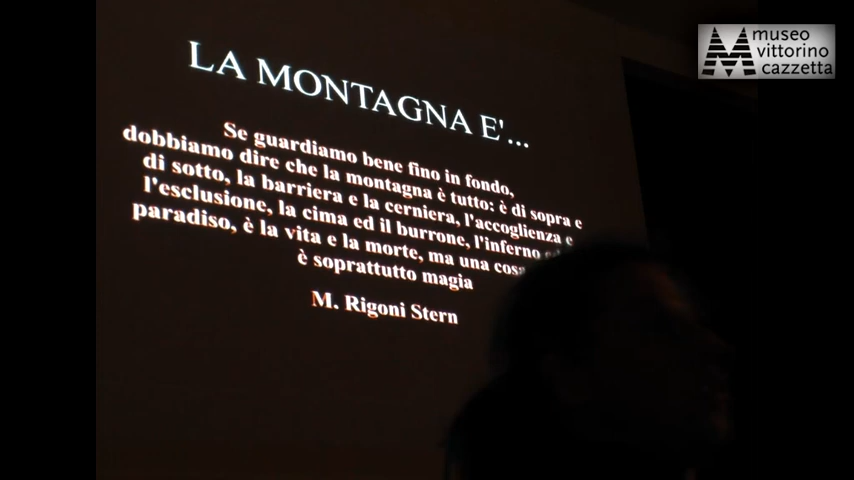 museo
vittorino
cazzetta
LA MONTAGNA E'...
Se guardiamo bene fino in fondo,
dobbiamo dire che la montagna è tutto: è di sopra e
di sotto, la barriera e la cerniera, l'accoglienza e
l'esclusione, la cima ed il burrone, l'inferno
paradiso, è la vita e la morte, ma una cosa
è soprattutto magia
M. Rigoni Stern